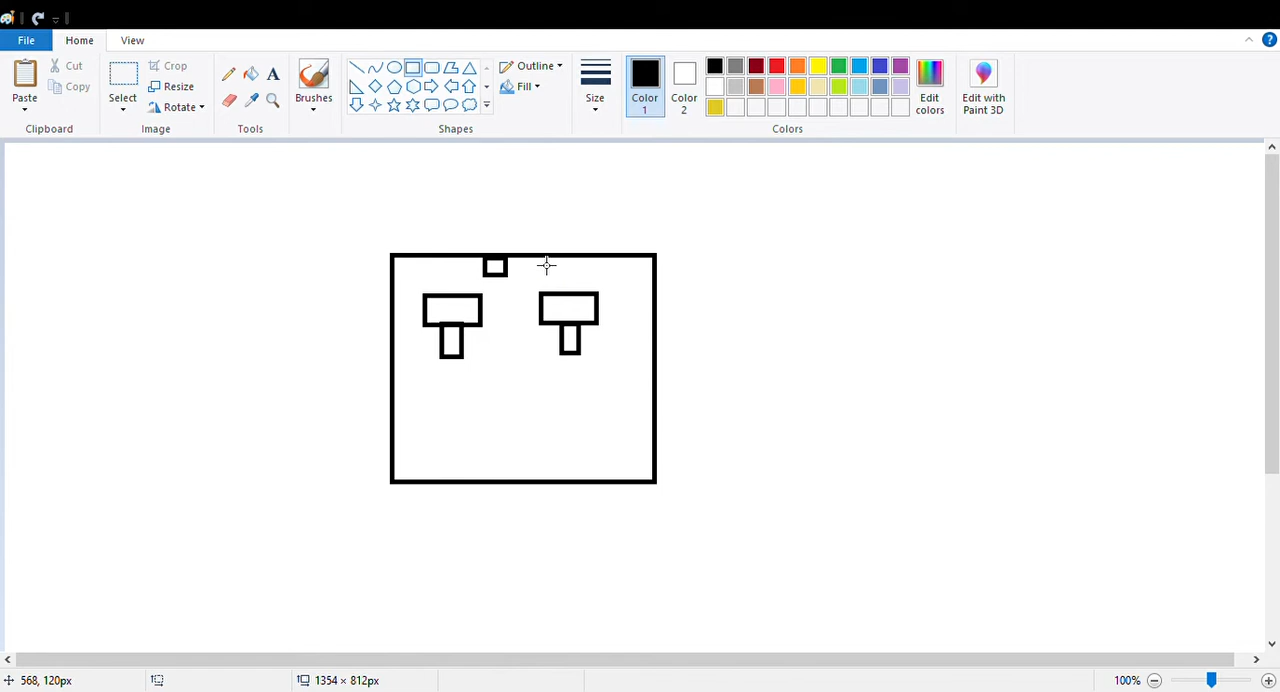 File Home View
Paste
Cut
Copy
Clipboard
Select
Crop
Resize
Rotate
Image
A
Tools
Brushes
Outline
Fill
Shapes
Size
Color 1
Color 2
Edit colors
Colors
Edit with Paint 3D
568, 120px
1354 × 812px
100%